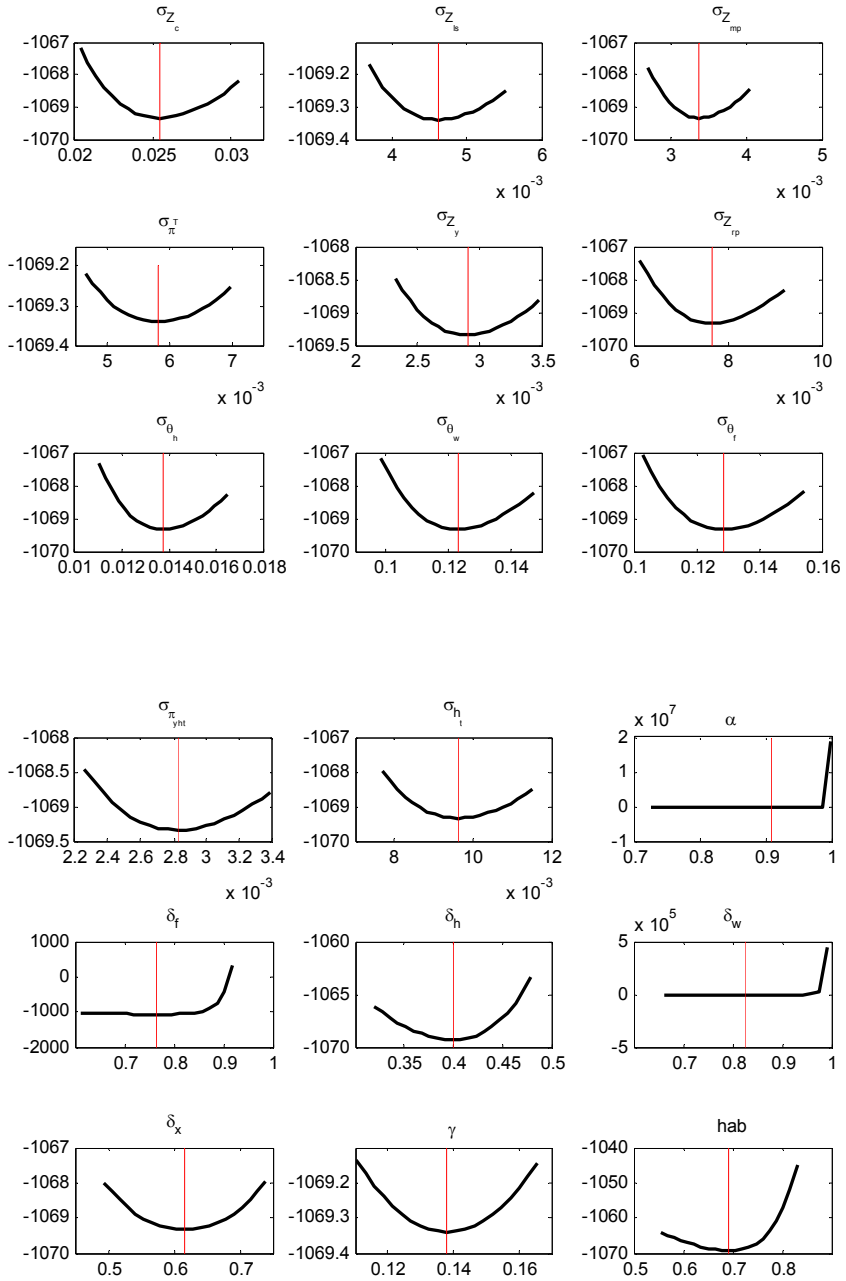 σZc σZls σZmp
-1067 -1067
-1068 -1069.2 -1068
-1069 -1069.3 -1069
-1070 -1069.4 -1070
0.02 0.025 0.03 4 5 6 3 4 5
x 10-3 x 10-3
σπT σZy σZrp
-1068 -1067
-1069.2 -1068.5 -1068
-1069.3 -1069 -1069
-1069.4 -1069.5 -1070
5 6 7 2 2.5 3 3.5 6 8 10
x 10-3 x 10-3 x 10-3
σθh σθw σθf
-1067 -1067 -1067
-1068 -1068 -1068
-1069 -1069 -1069
-1070 -1070 -1070
0.01 0.012 0.014 0.016 0.018 0.1 0.12 0.14 0.1 0.12 0.14 0.16
σπyht σht x 107 α
-1068 -1067 2
-1068.5 -1068 1
-1069 -1069 0
-1069.5 -1070 -1
2.2 2.4 2.6 2.8 3 3.2 3.4 8 10 12 0.7 0.8 0.9 1
x 10-3 x 10-3
δf δh x 105 δw
1000 -1060 5
0 -1065 0
-1000
-2000 -1070 -5
0.7 0.8 0.9 1 0.35 0.4 0.45 0.5 0.6 0.7 0.8 0.9 1
δx γ hab
-1067 -1040
-1068 -1069.2 -1050
-1069 -1069.3 -1060
-1070 -1069.4 -1070
0.5 0.6 0.7 0.12 0.14 0.16 0.5 0.6 0.7 0.8